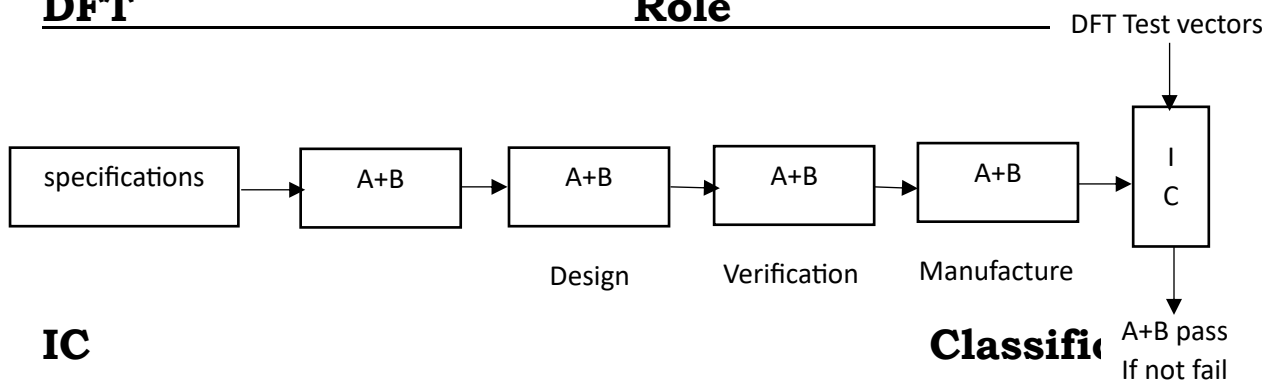 DFT Role
DFT Test vectors
specifications
A+B
A+B
A+B
A+B
I
C
Design
Verification
Manufacture
IC
A+B pass
If not fail